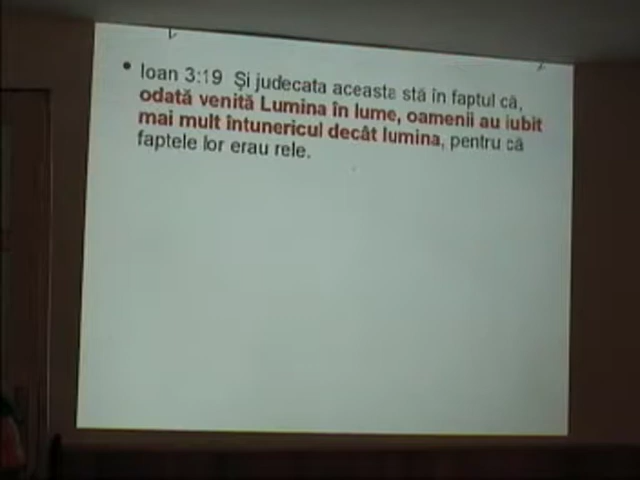 • Ioan 3:19 Și judecata aceasta stă în faptul că,
odată venită Lumina în lume, oamenii au iubit
mai mult întunericul decât lumina, pentru că
faptele lor erau rele.